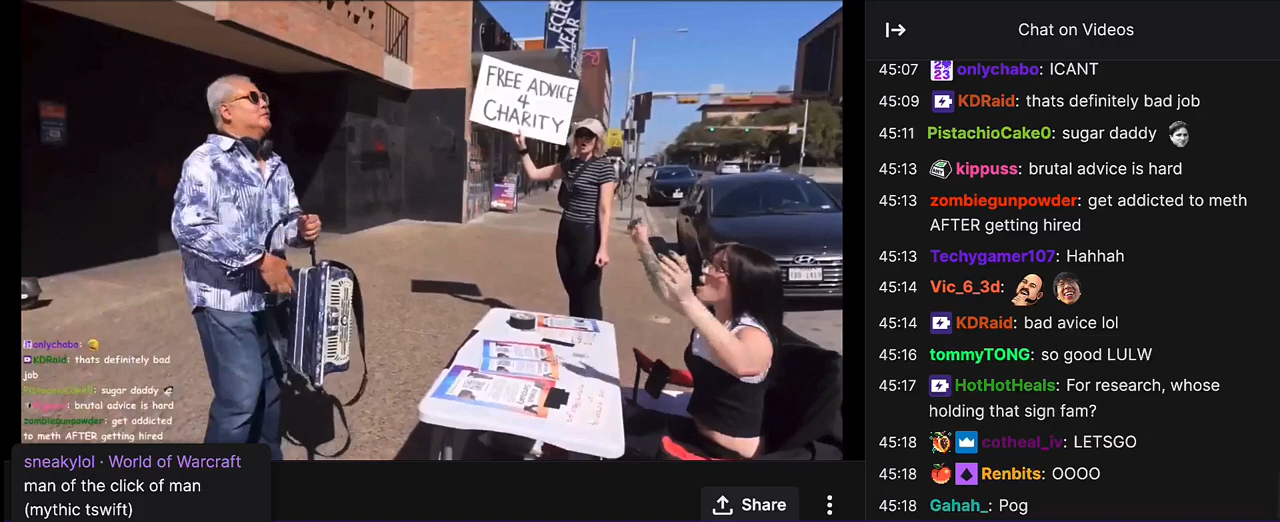 ECLEC
WEAR
FREE ADVICE
4
CHARITY
onlychabo:
KDRaid: thats definitely bad
job
PistachioCake0: sugar daddy
kippuss: brutal advice is hard
zombiegunpowder: get addicted
to meth AFTER getting hired
sneakylol · World of Warcraft
man of the click of man
(mythic tswift)
Share
Chat on Videos
45:07 onlychabo: ICANT
45:09 KDRaid: thats definitely bad job
45:11 PistachioCake0: sugar daddy
45:13 kippuss: brutal advice is hard
45:13 zombiegunpowder: get addicted to meth
AFTER getting hired
45:13 Techygamer107: Hahhah
45:14 Vic_6_3d:
45:14 KDRaid: bad avice lol
45:16 tommyTONG: so good LULW
45:17 HotHotHeals: For research, whose
holding that sign fam?
45:18 cotheal_iv: LETSGO
45:18 Renbits: OOOO
45:18 Gahah_: Pog